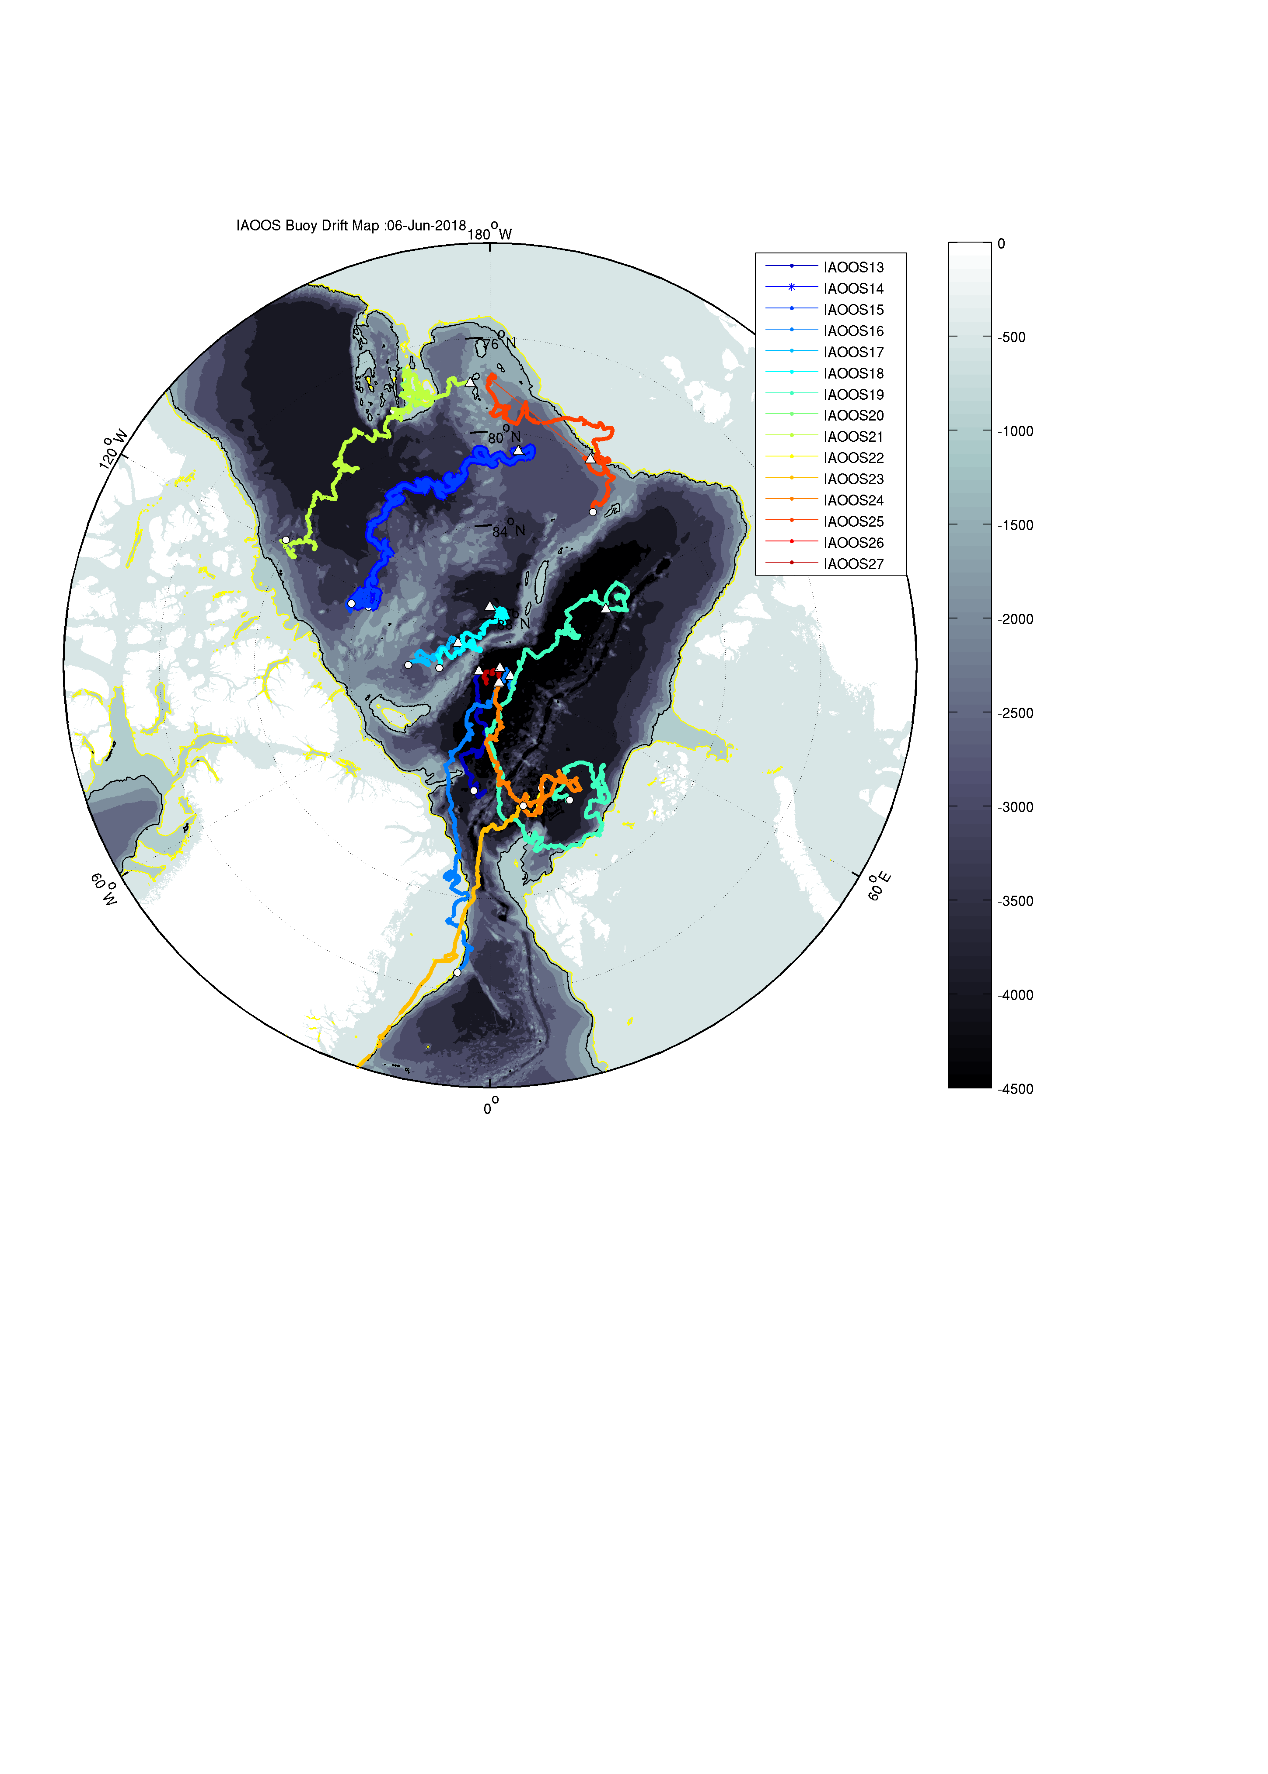 IAOOS Buoy Drift Map :06-Jun-2018
180°W
76°N
80°N
84°N
88°N
120°W
60°W
60°E
0°
IAOOS13
IAOOS14
IAOOS15
IAOOS16
IAOOS17
IAOOS18
IAOOS19
IAOOS20
IAOOS21
IAOOS22
IAOOS23
IAOOS24
IAOOS25
IAOOS26
IAOOS27
0
-500
-1000
-1500
-2000
-2500
-3000
-3500
-4000
-4500